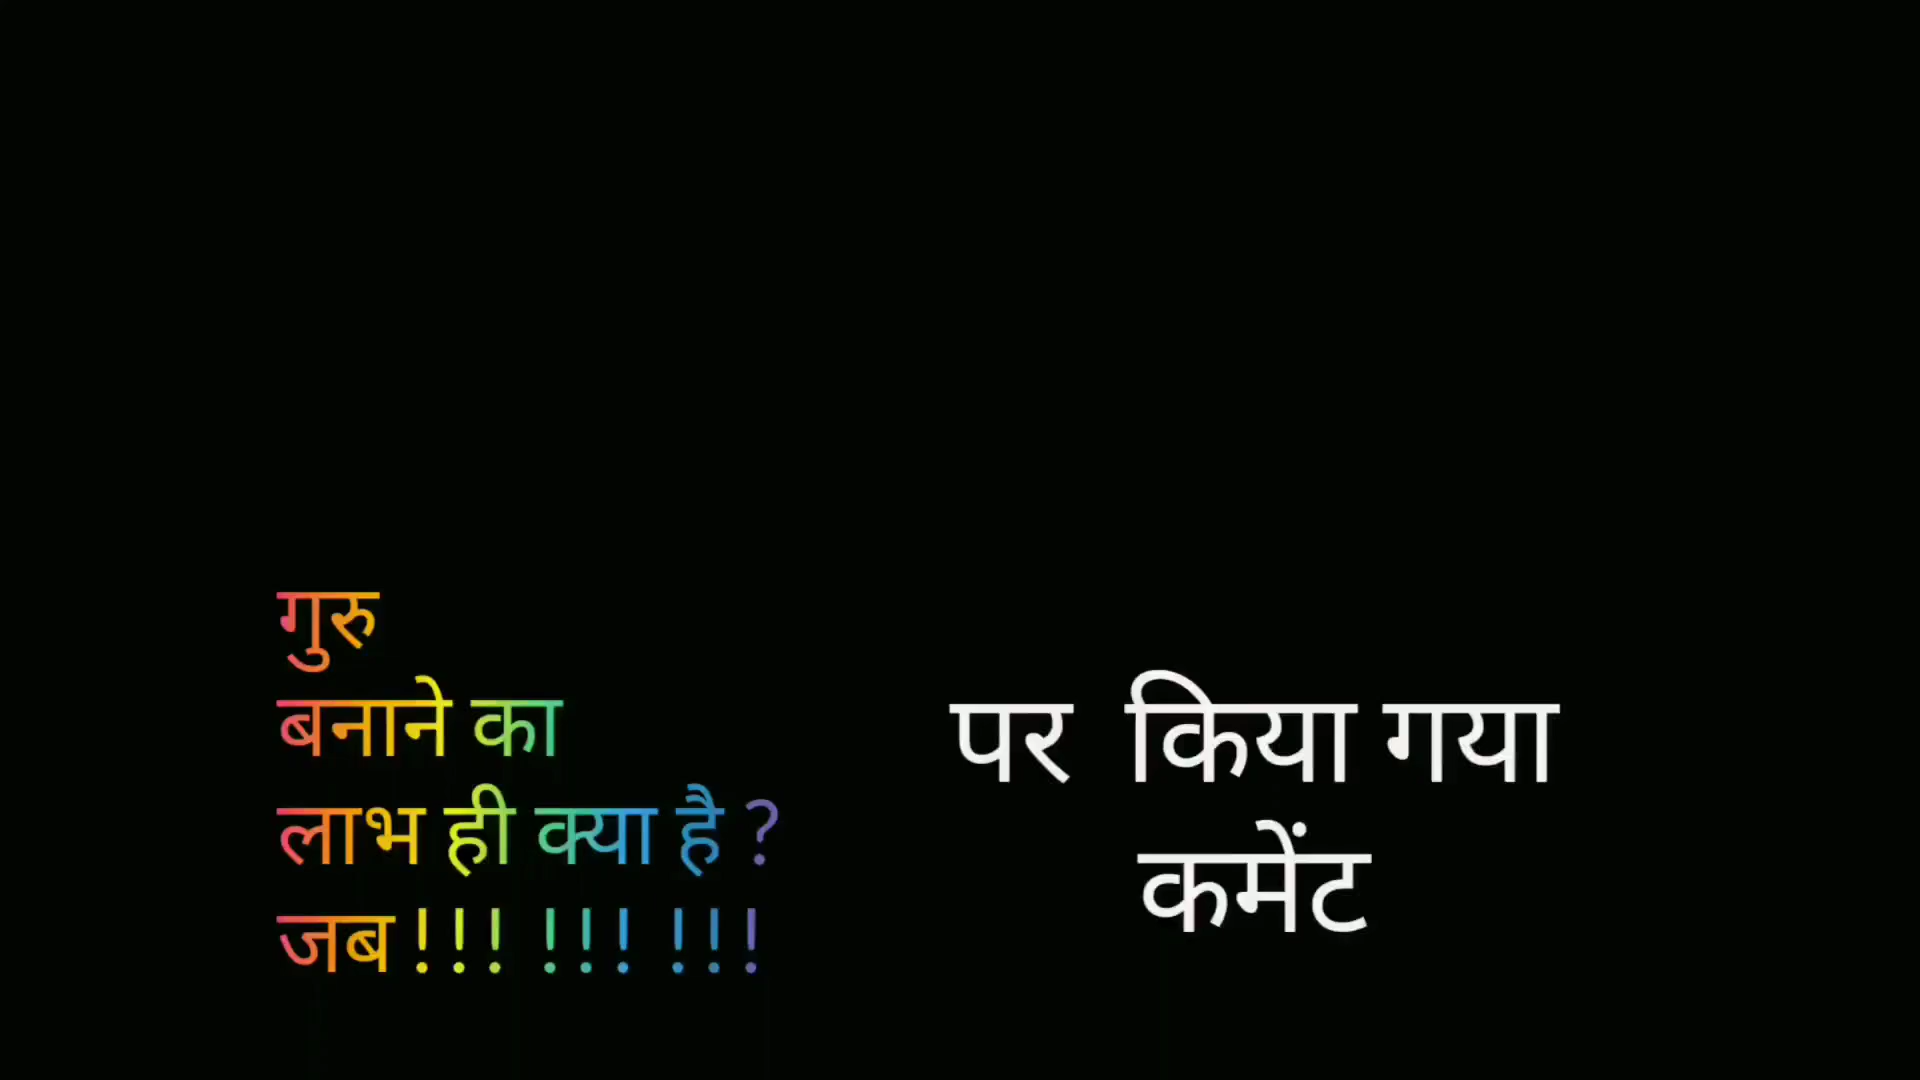 गुरु
बनाने का
लाभ ही क्या है ?
जब ! ! ! ! ! ! ! ! !
पर किया गया
कमेंट